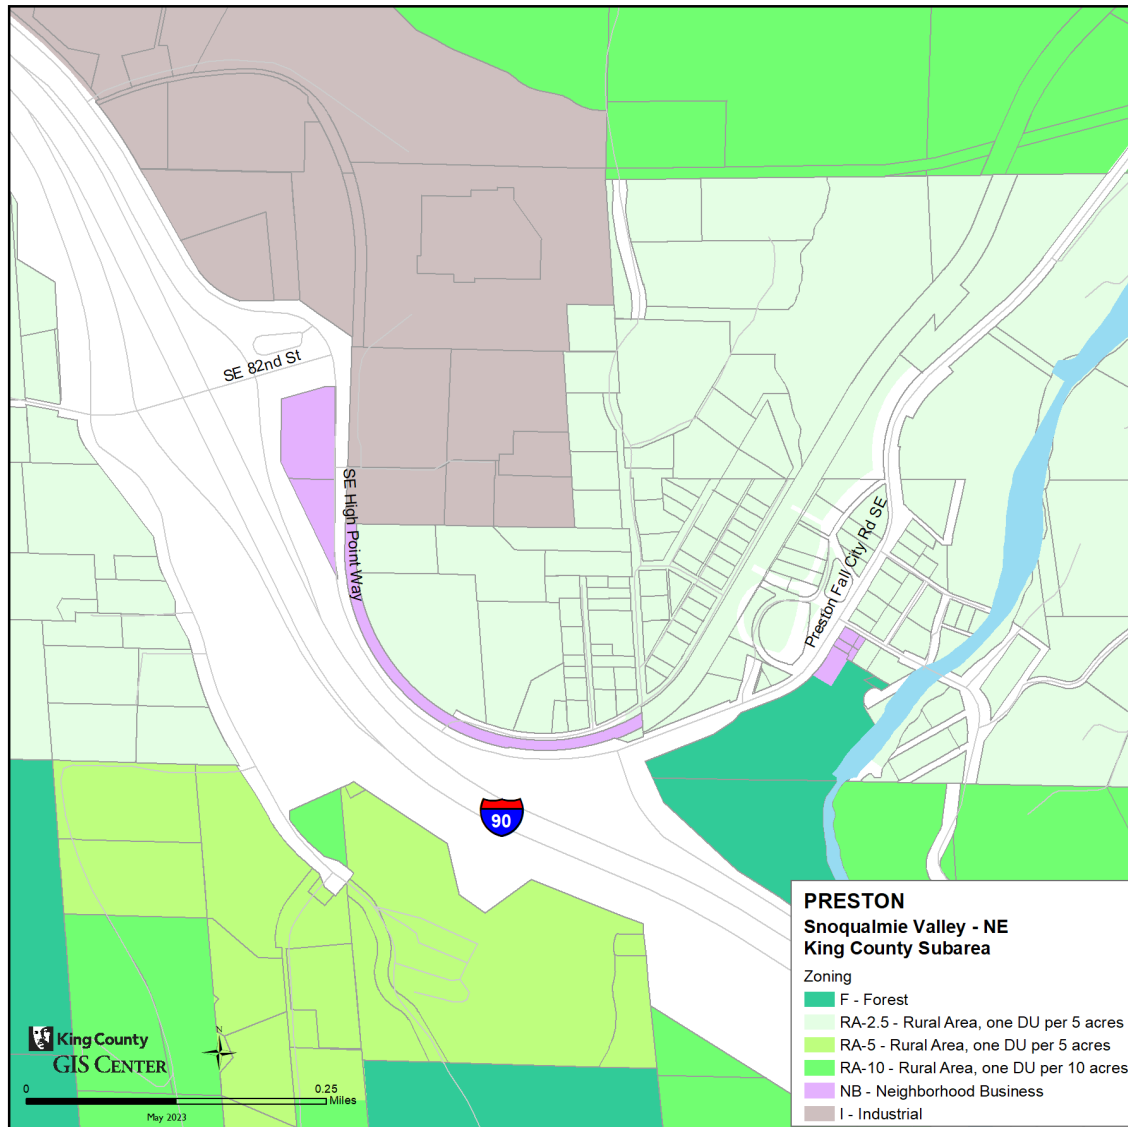 SE 82nd St
SE High Point Way
Preston Fall City Rd SE
90
PRESTON
Snoqualmie Valley - NE
King County Subarea
Zoning
F - Forest
RA-2.5 - Rural Area, one DU per 5 acres
RA-5 - Rural Area, one DU per 5 acres
RA-10 - Rural Area, one DU per 10 acres
NB - Neighborhood Business
I - Industrial
King County
GIS CENTER
N
0 0.25
Miles
May 2023